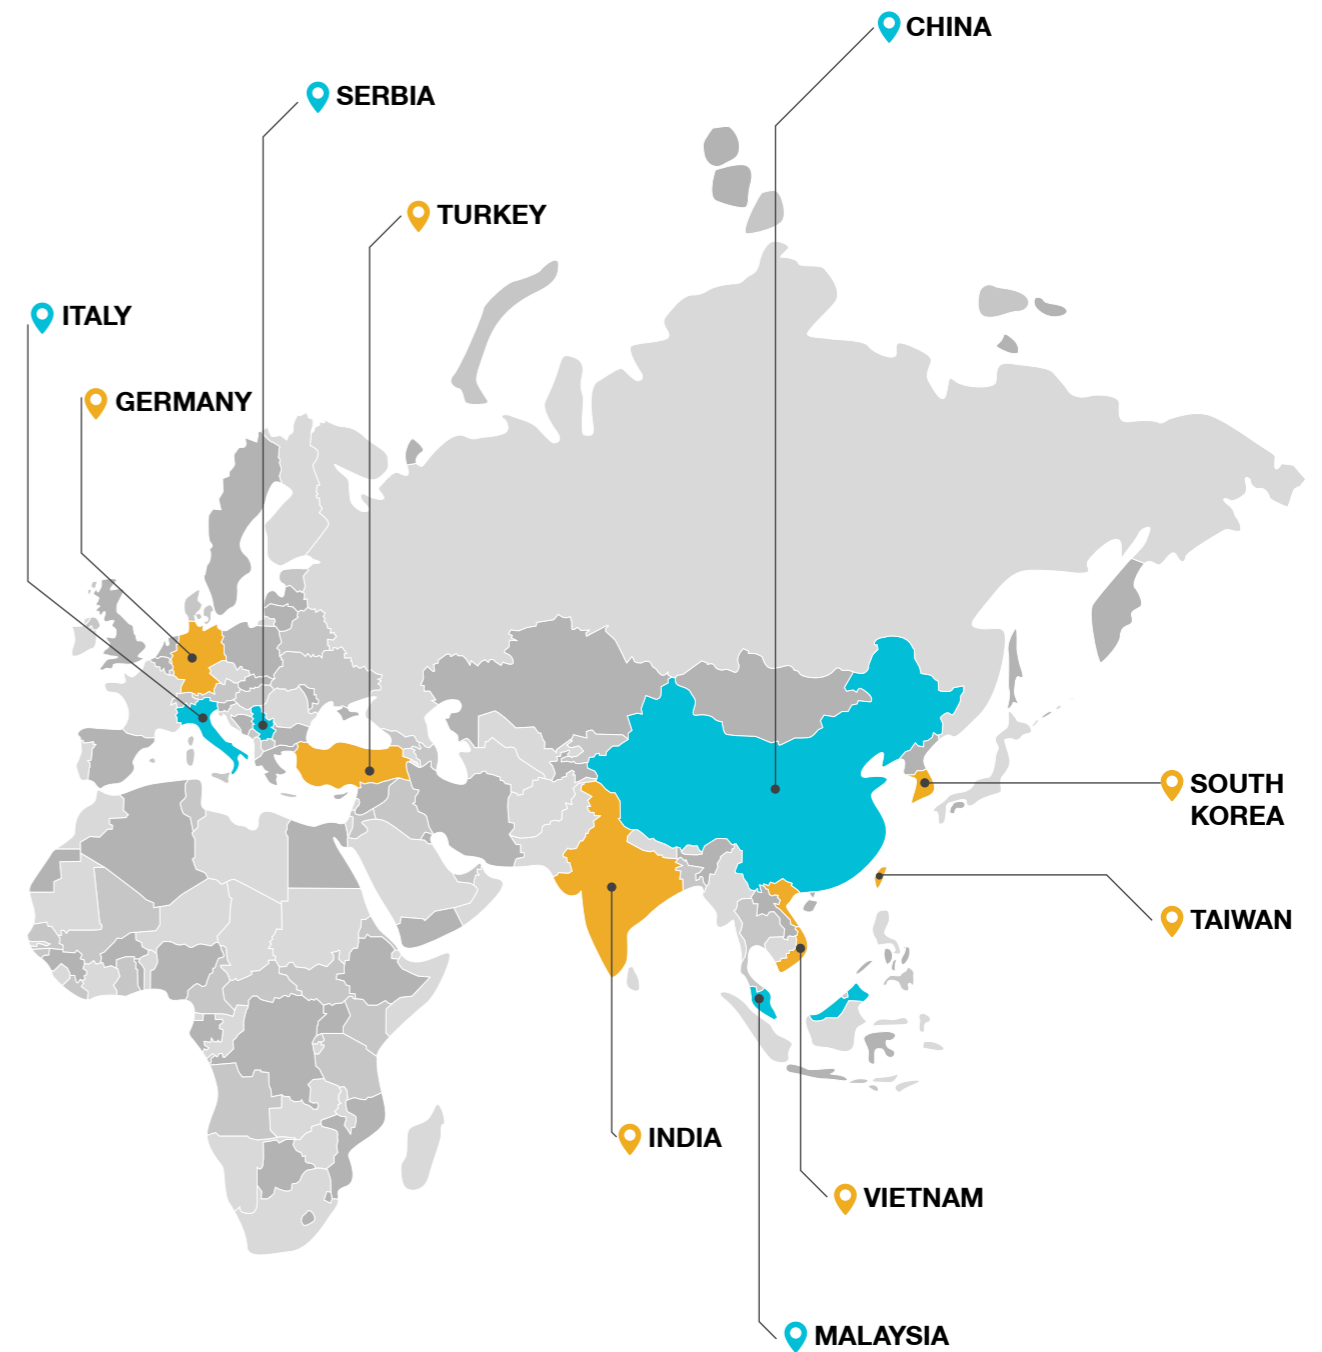 CHINA
SERBIA
TURKEY
ITALY
GERMANY
SOUTH
KOREA
TAIWAN
INDIA
VIETNAM
MALAYSIA